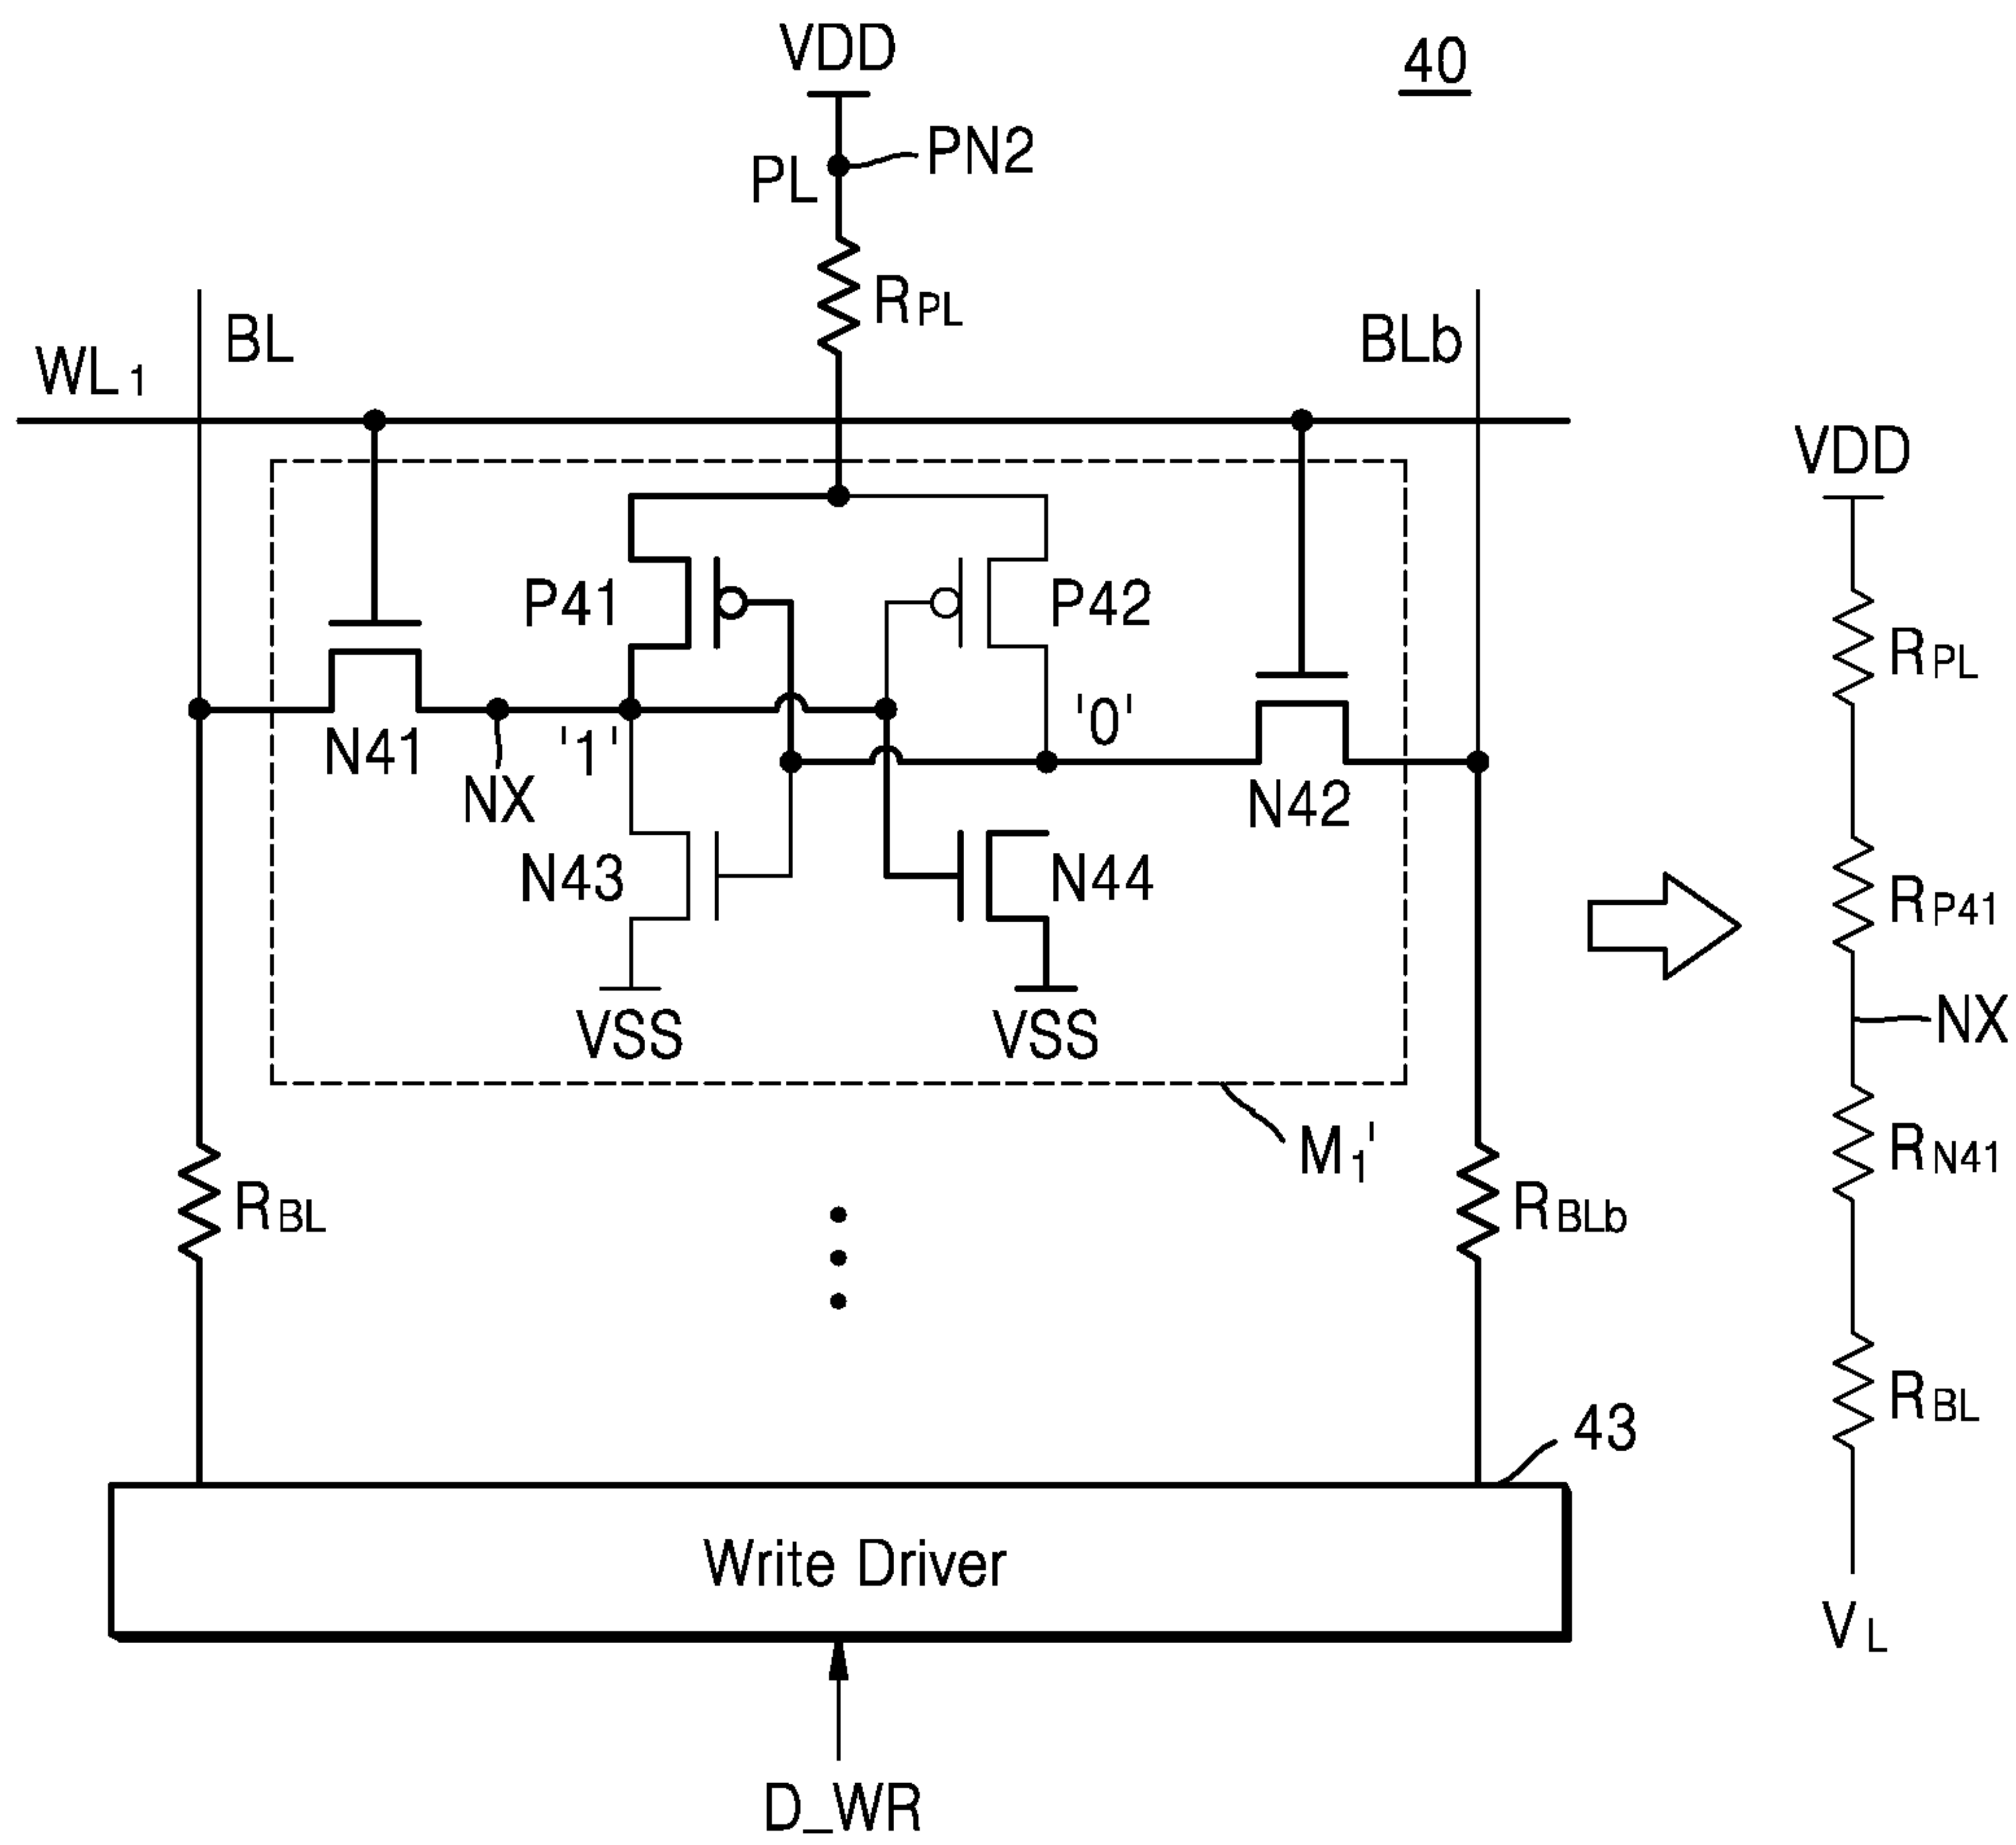 VDD
40
PL
PN2
RPL
BL
BLb
WL1
VDD
P41
P42
RPL
N41
'1'
'0'
NX
N42
N43
N44
RP41
VSS
VSS
NX
M1'
RN41
RBL
RBLb
RBL
43
Write Driver
VL
D_WR